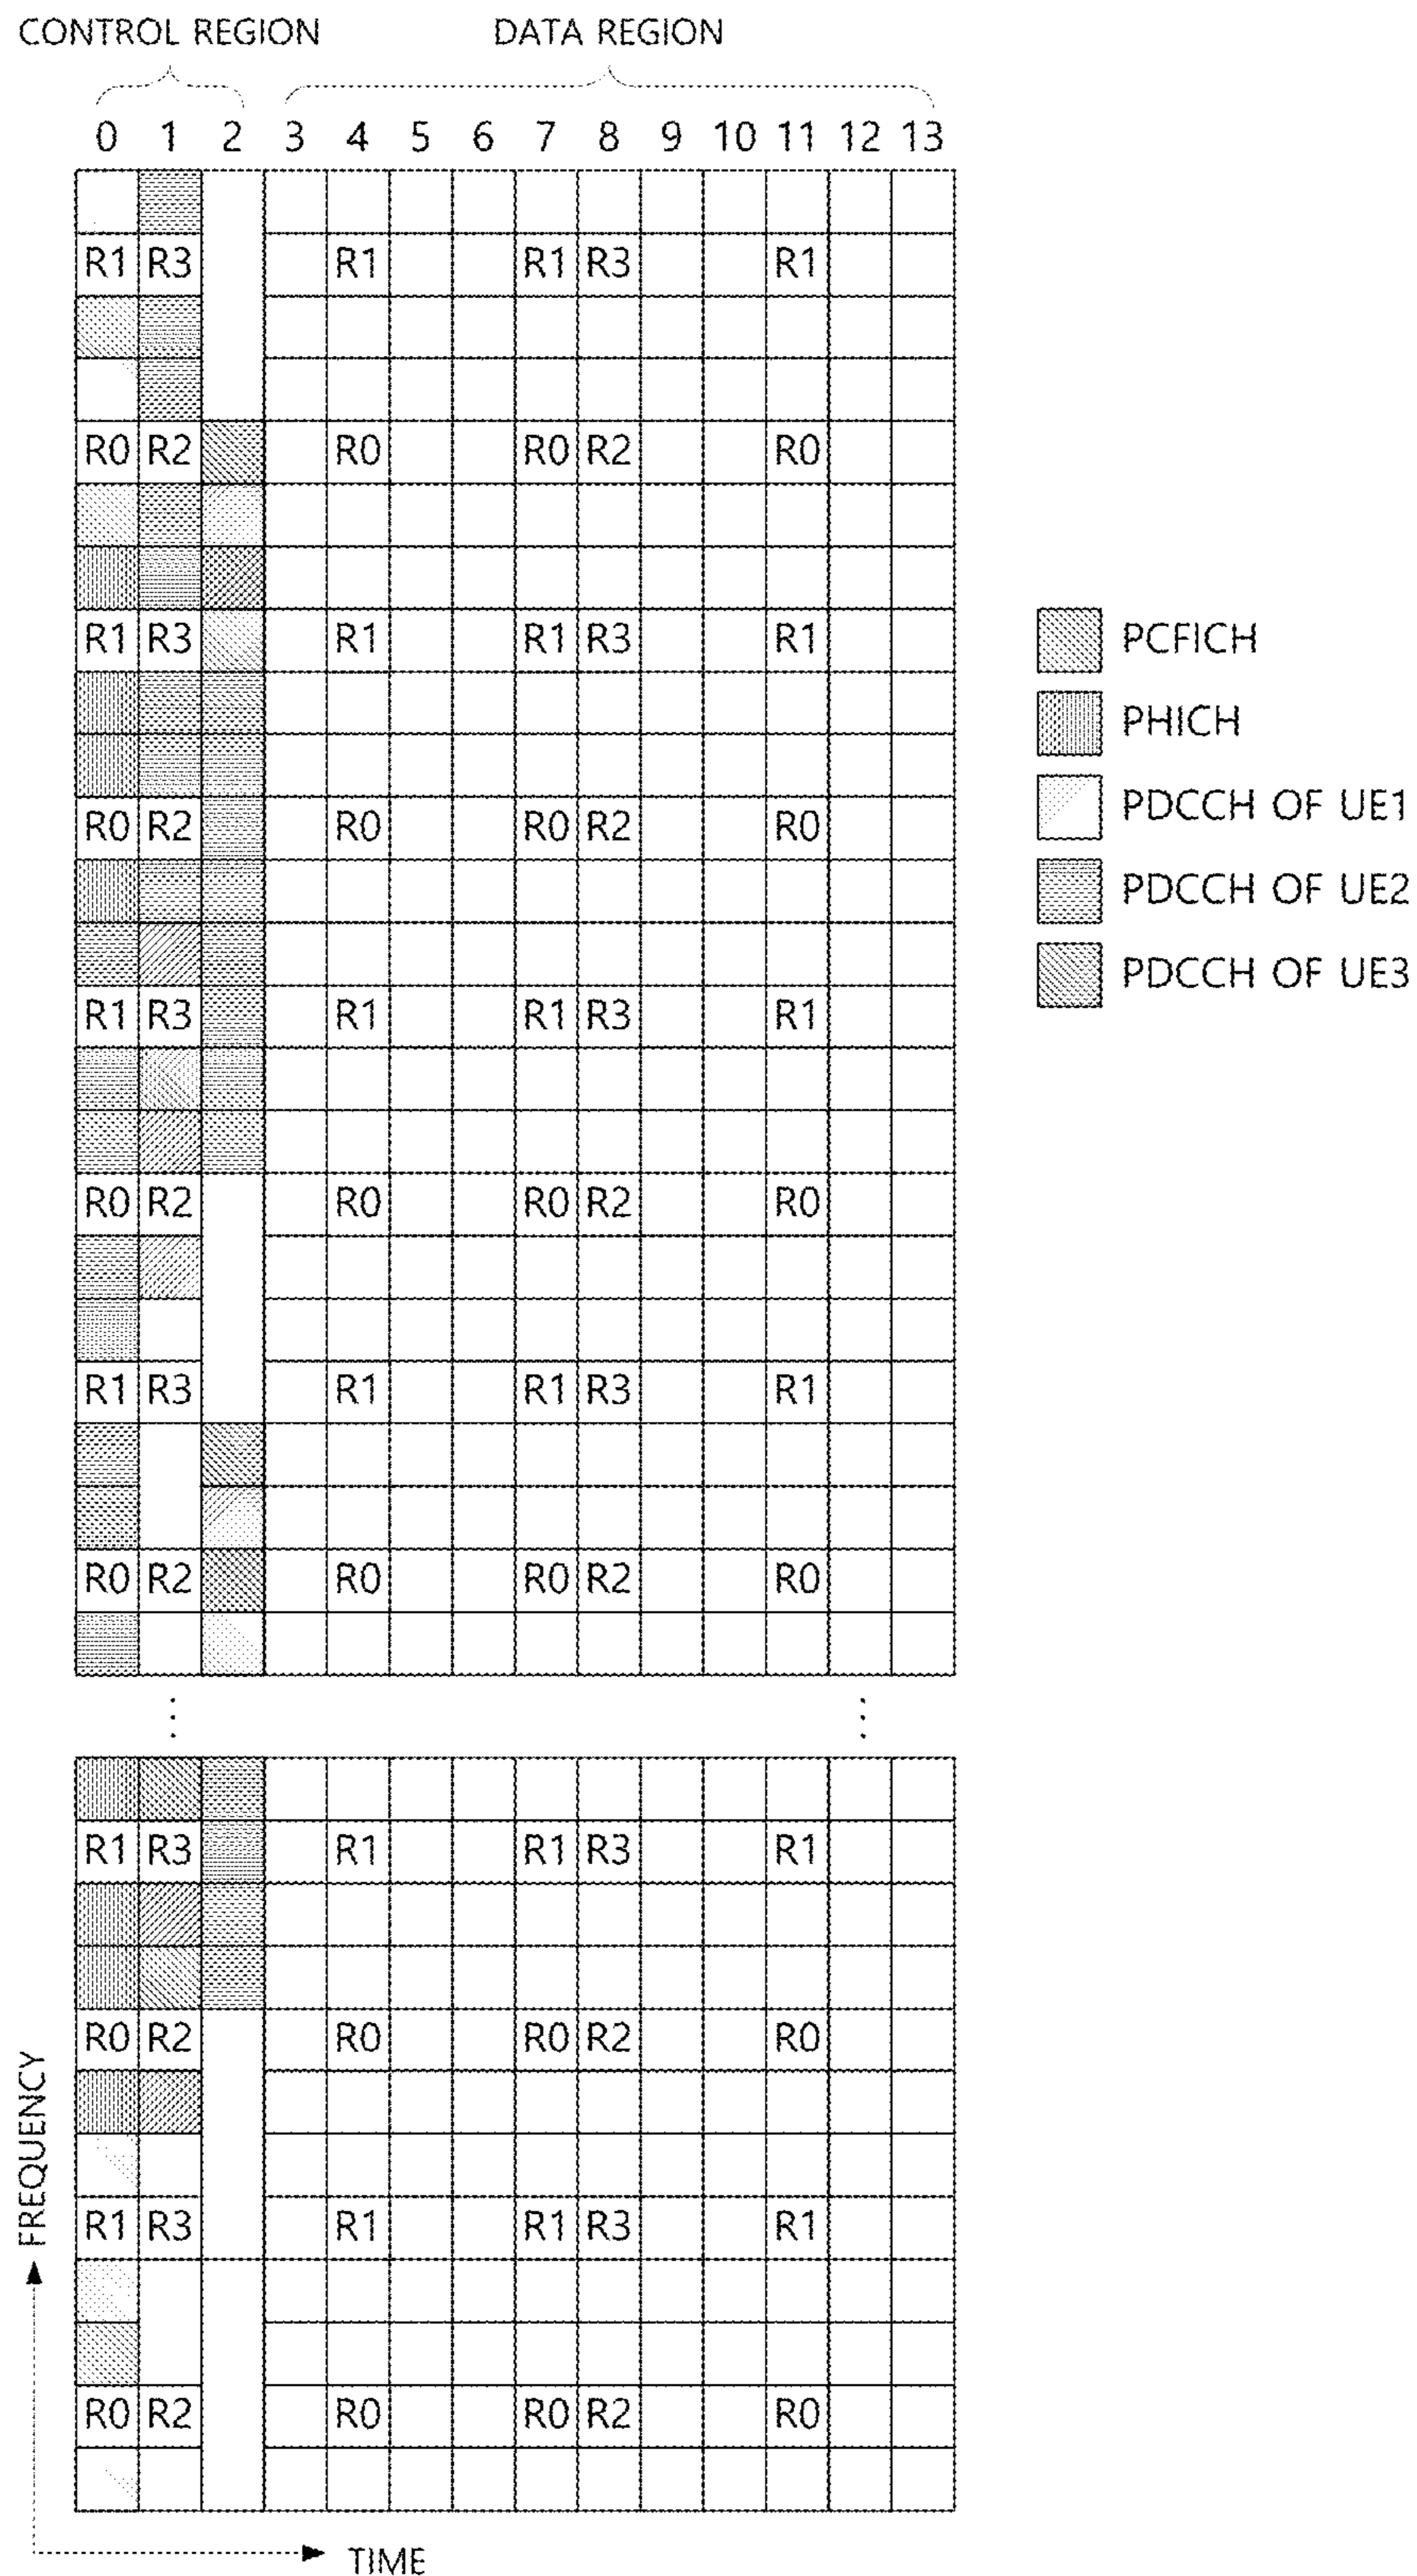 CONTROL REGION DATA REGION
0 1 2 3 4 5 6 7 8 9 10 11 12 13
R1 R3 R1 R1 R3 R1
R0 R2 R0 R0 R2 R0
R1 R3 R1 R1 R3 R1
R0 R2 R0 R0 R2 R0
R1 R3 R1 R1 R3 R1
R0 R2 R0 R0 R2 R0
R1 R3 R1 R1 R3 R1
R0 R2 R0 R0 R2 R0
R1 R3 R1 R1 R3 R1
R0 R2 R0 R0 R2 R0
R1 R3 R1 R1 R3 R1
R0 R2 R0 R0 R2 R0
PCFICH
PHICH
PDCCH OF UE1
PDCCH OF UE2
PDCCH OF UE3
FREQUENCY
TIME